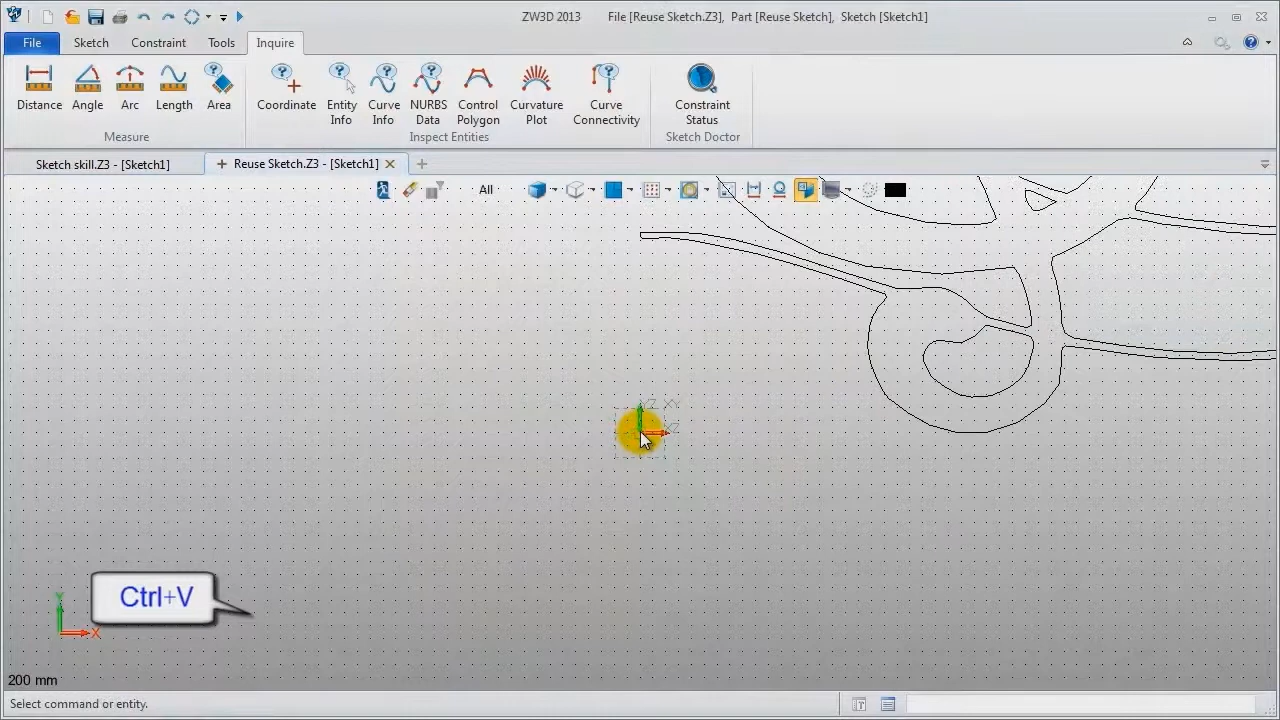 ZW3D 2013 File [Reuse Sketch.Z3], Part [Reuse Sketch], Sketch [Sketch1]
File Sketch Constraint Tools Inquire
Distance Angle Arc Length Area Coordinate Entity Info Curve Info NURBS Data Control Polygon Curvature Plot Curve Connectivity Constraint Status
Measure Inspect Entities Sketch Doctor
Sketch skill.Z3 - [Sketch1] Reuse Sketch.Z3 - [Sketch1]
All
XY
Ctrl+V
Y
X
200 mm
Select command or entity.